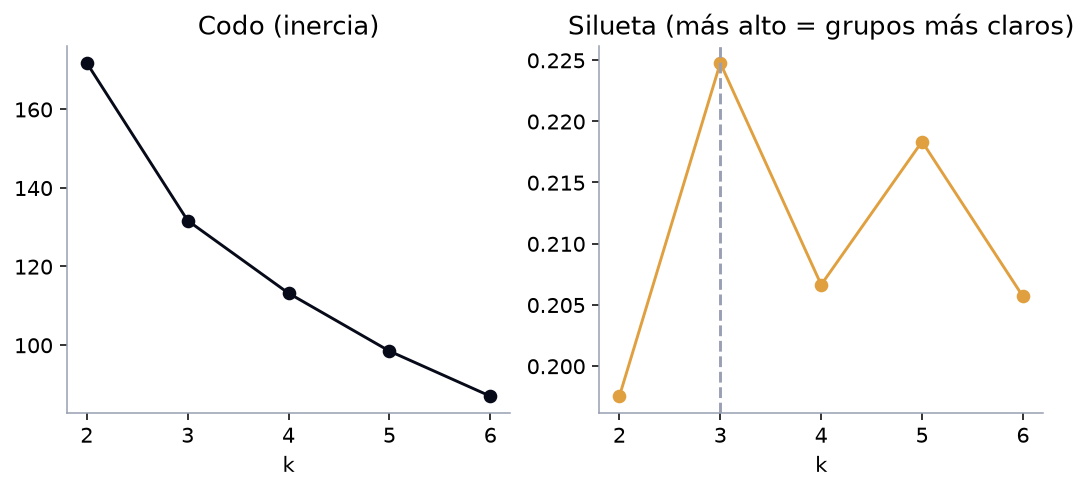 Codo (inercia)
160
140
120
100
2 3 4 5 6
k
Silueta (más alto = grupos más claros)
0.225
0.220
0.215
0.210
0.205
0.200
2 3 4 5 6
k